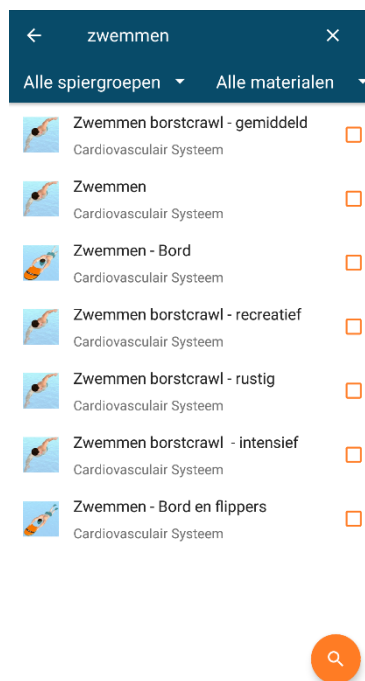 zwemmen
Alle spiergroepen Alle materialen
Zwemmen borstcrawl - gemiddeld
Cardiovasculair Systeem
Zwemmen
Cardiovasculair Systeem
Zwemmen - Bord
Cardiovasculair Systeem
Zwemmen borstcrawl - recreatief
Cardiovasculair Systeem
Zwemmen borstcrawl - rustig
Cardiovasculair Systeem
Zwemmen borstcrawl  - intensief
Cardiovasculair Systeem
Zwemmen - Bord en flippers
Cardiovasculair Systeem